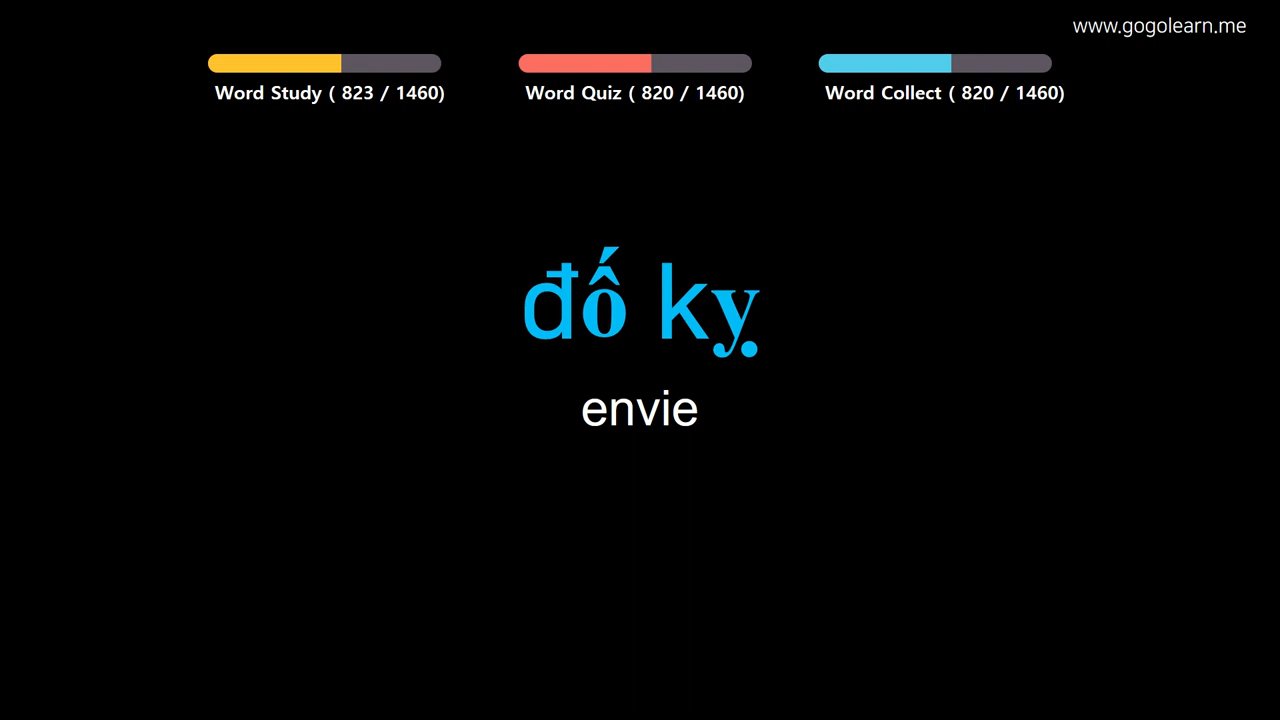 www.gogolearn.me
Word Study ( 823 / 1460)
Word Quiz ( 820 / 1460)
Word Collect ( 820 / 1460)
đố kỵ
envie